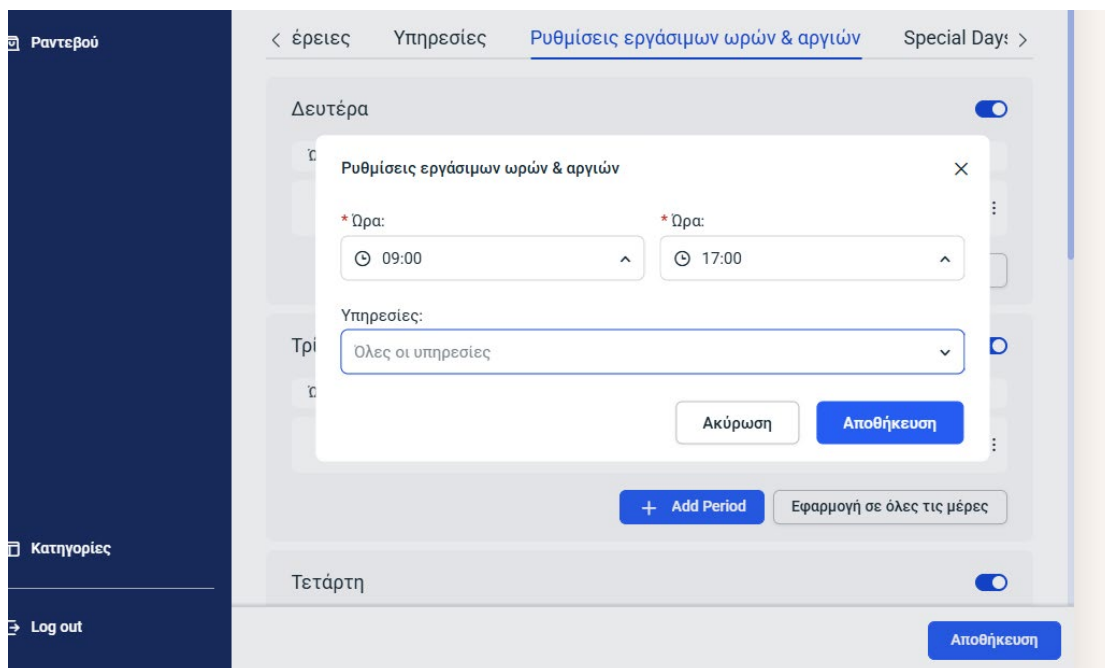 Ραντεβού
έρειες Υπηρεσίες Ρυθμίσεις εργάσιμων ωρών & αργιών Special Days
Δευτέρα
Ρυθμίσεις εργάσιμων ωρών & αργιών
* Ώρα: * Ώρα:
09:00 17:00
Υπηρεσίες:
Όλες οι υπηρεσίες
Τρί
Ακύρωση Αποθήκευση
+ Add Period Εφαρμογή σε όλες τις μέρες
Κατηγορίες
Τετάρτη
Log out
Αποθήκευση